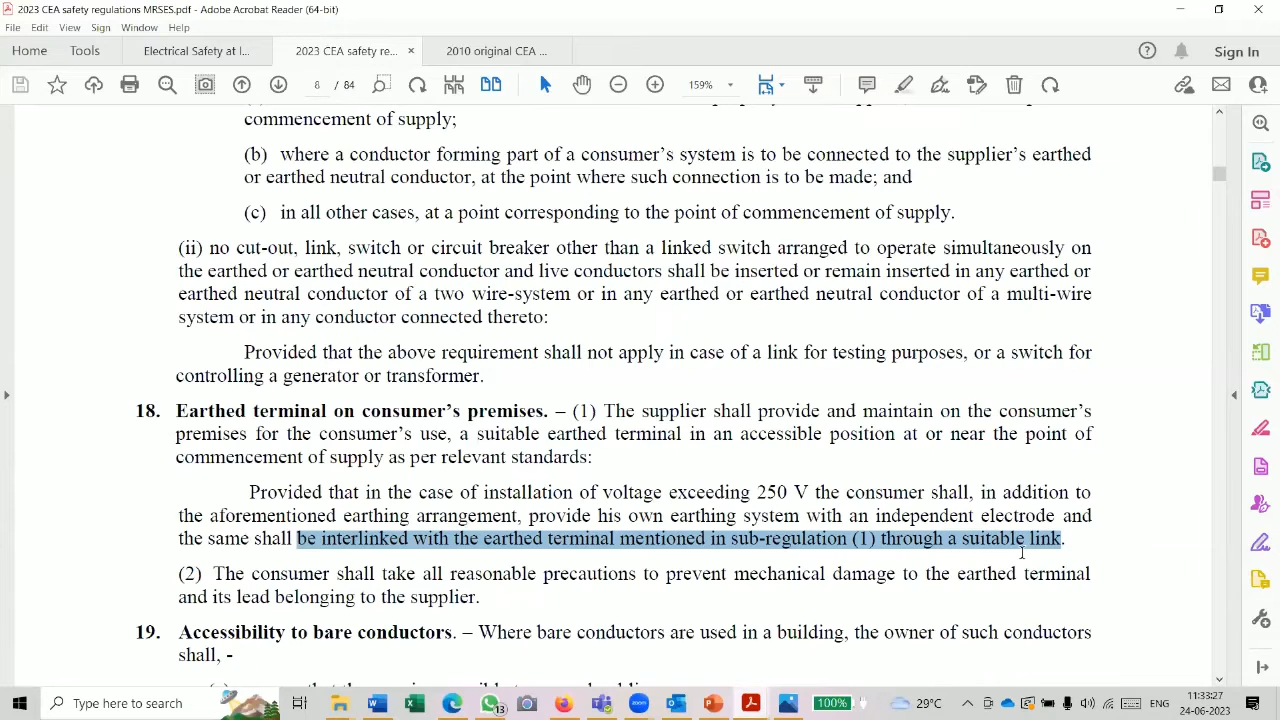 2023 CEA safety regulations MRSES.pdf - Adobe Acrobat Reader (64-bit)
File Edit View Sign Window Help
Home Tools Electrical Safety at I... 2023 CEA safety re... × 2010 original CEA ... Sign In
8 / 84 159%
commencement of supply;
(b) where a conductor forming part of a consumer's system is to be connected to the supplier's earthed
or earthed neutral conductor, at the point where such connection is to be made; and
(c) in all other cases, at a point corresponding to the point of commencement of supply.
(ii) no cut-out, link, switch or circuit breaker other than a linked switch arranged to operate simultaneously on
the earthed or earthed neutral conductor and live conductors shall be inserted or remain inserted in any earthed or
earthed neutral conductor of a two wire-system or in any earthed or earthed neutral conductor of a multi-wire
system or in any conductor connected thereto:
Provided that the above requirement shall not apply in case of a link for testing purposes, or a switch for
controlling a generator or transformer.
18. Earthed terminal on consumer's premises. – (1) The supplier shall provide and maintain on the consumer's
premises for the consumer's use, a suitable earthed terminal in an accessible position at or near the point of
commencement of supply as per relevant standards:
Provided that in the case of installation of voltage exceeding 250 V the consumer shall, in addition to
the aforementioned earthing arrangement, provide his own earthing system with an independent electrode and
the same shall be interlinked with the earthed terminal mentioned in sub-regulation (1) through a suitable link.
(2) The consumer shall take all reasonable precautions to prevent mechanical damage to the earthed terminal
and its lead belonging to the supplier.
19. Accessibility to bare conductors. – Where bare conductors are used in a building, the owner of such conductors
shall, -
Type here to search 13 100% 29°C ENG 11:33:27
24-06-2023